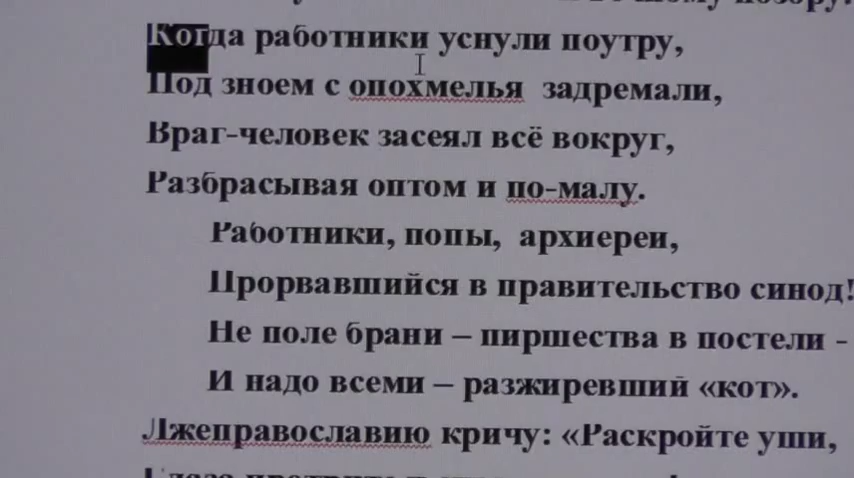 позору!
Когда работники уснули поутру,
Под зноем с опохмелья задремали,
Враг-человек засеял всё вокруг,
Разбрасывая оптом и по-малу.
Работники, попы, архиереи,
Прорвавшийся в правительство синод!
Не поле брани – пиршества в постели -
И надо всеми – разжиревший «кот».
Лжеправославию кричу: «Раскройте уши,